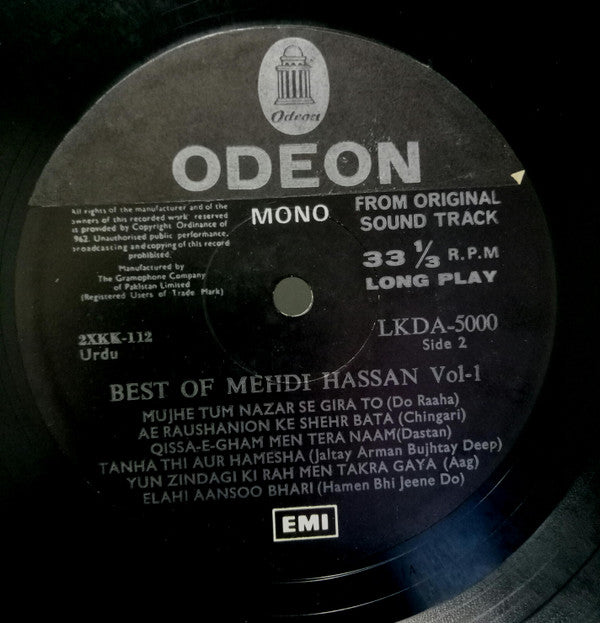 Odeon
ODEON
All rights of the manufacturer and of the
owners of this recorded work reserved
is provided by Copyright Ordinance of
962. Unauthorised public performance,
broadcasting and copying of this record
prohibited.
Manufactured by
The Gramophone Company
of Pakistan Limited
(Registered Users of Trade Mark)
MONO
FROM ORIGINAL
SOUND TRACK
33 1/3 R.P.M
LONG PLAY
2XKK-112
Urdu
LKDA-5000
Side 2
BEST OF MEHDI HASSAN Vol-1
MUJHE TUM NAZAR SE GIRA TO (Do Raaha)
AE RAUSHANION KE SHEHR BATA (Chingari)
QISSA-E-GHAM MEN TERA NAAM(Dastan)
TANHA THI AUR HAMESHA (Jaltay Arman Bujhtay Deep)
YUN ZINDAGI KI RAH MEN TAKRA GAYA (Aag)
ELAHI AANSOO BHARI (Hamen Bhi Jeene Do)
EMI